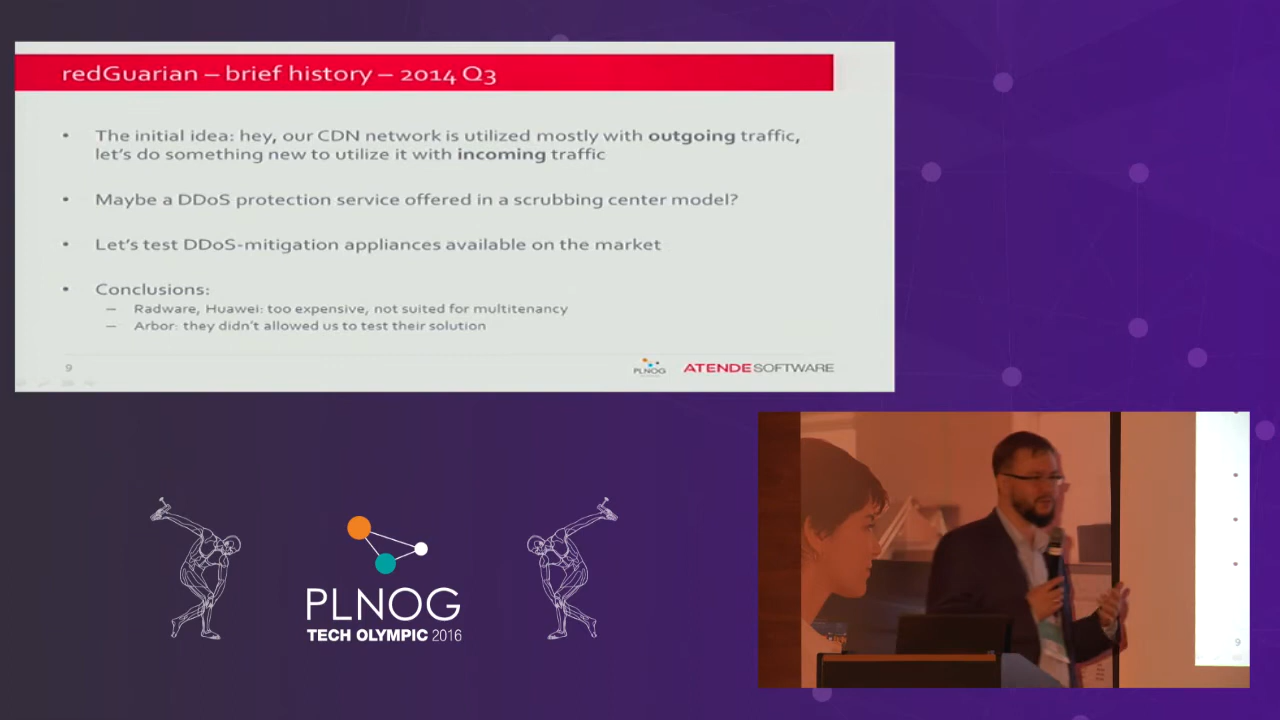 redGuarian – brief history – 2014 Q3
• The initial idea: hey, our CDN network is utilized mostly with outgoing traffic,
let's do something new to utilize it with incoming traffic
• Maybe a DDoS protection service offered in a scrubbing center model?
• Let's test DDoS-mitigation appliances available on the market
• Conclusions:
– Radware, Huawei: too expensive, not suited for multitenancy
– Arbor: they didn't allowed us to test their solution
9
PLNOG
ATENDESOFTWARE
PLNOG
TECH OLYMPIC 2016
9